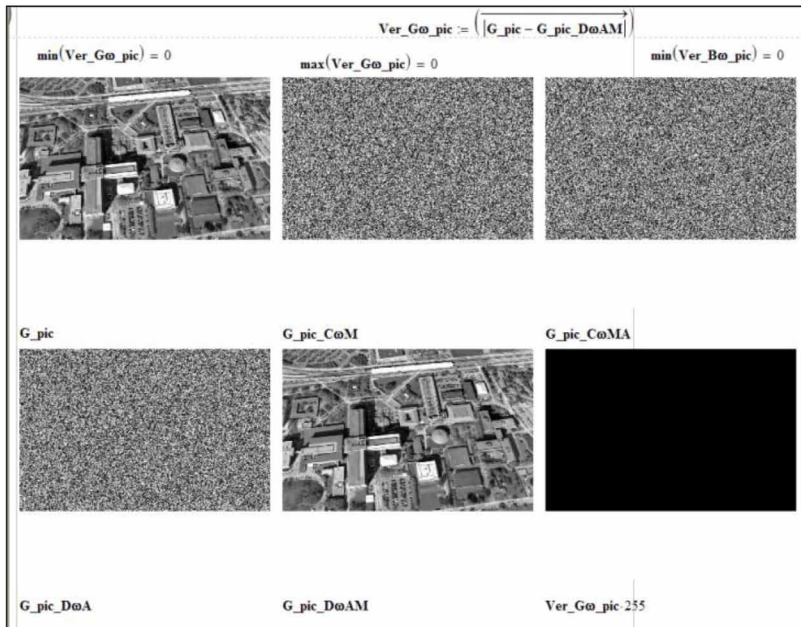 Ver_Gω_pic := (|G_pic − G_pic_DωAM|)
min(Ver_Gω_pic) = 0
max(Ver_Gω_pic) = 0
min(Ver_Bω_pic) = 0
G_pic
G_pic_CωM
G_pic_CωMA
G_pic_DωA
G_pic_DωAM
Ver_Gω_pic·255